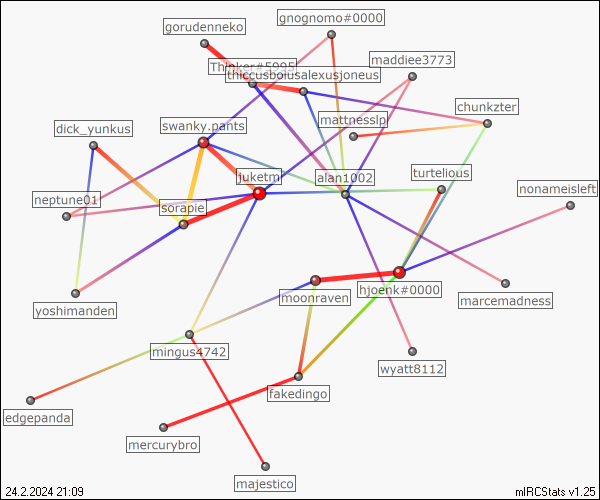 gnognomo#0000
gorudenneko
maddiee3773
Thinker#5995
thiccusboiusalexusjoneus
chunkzter
mattnesslp
swanky.pants
dick_yunkus
juketm
alan1002
turtelious
nonameisleft
neptune01
sorapie
hjoenk#0000
moonraven
marcemadness
yoshimanden
mingus4742
wyatt8112
fakedingo
edgepanda
mercurybro
majestico
24.2.2024 21:09
mIRCStats v1.25